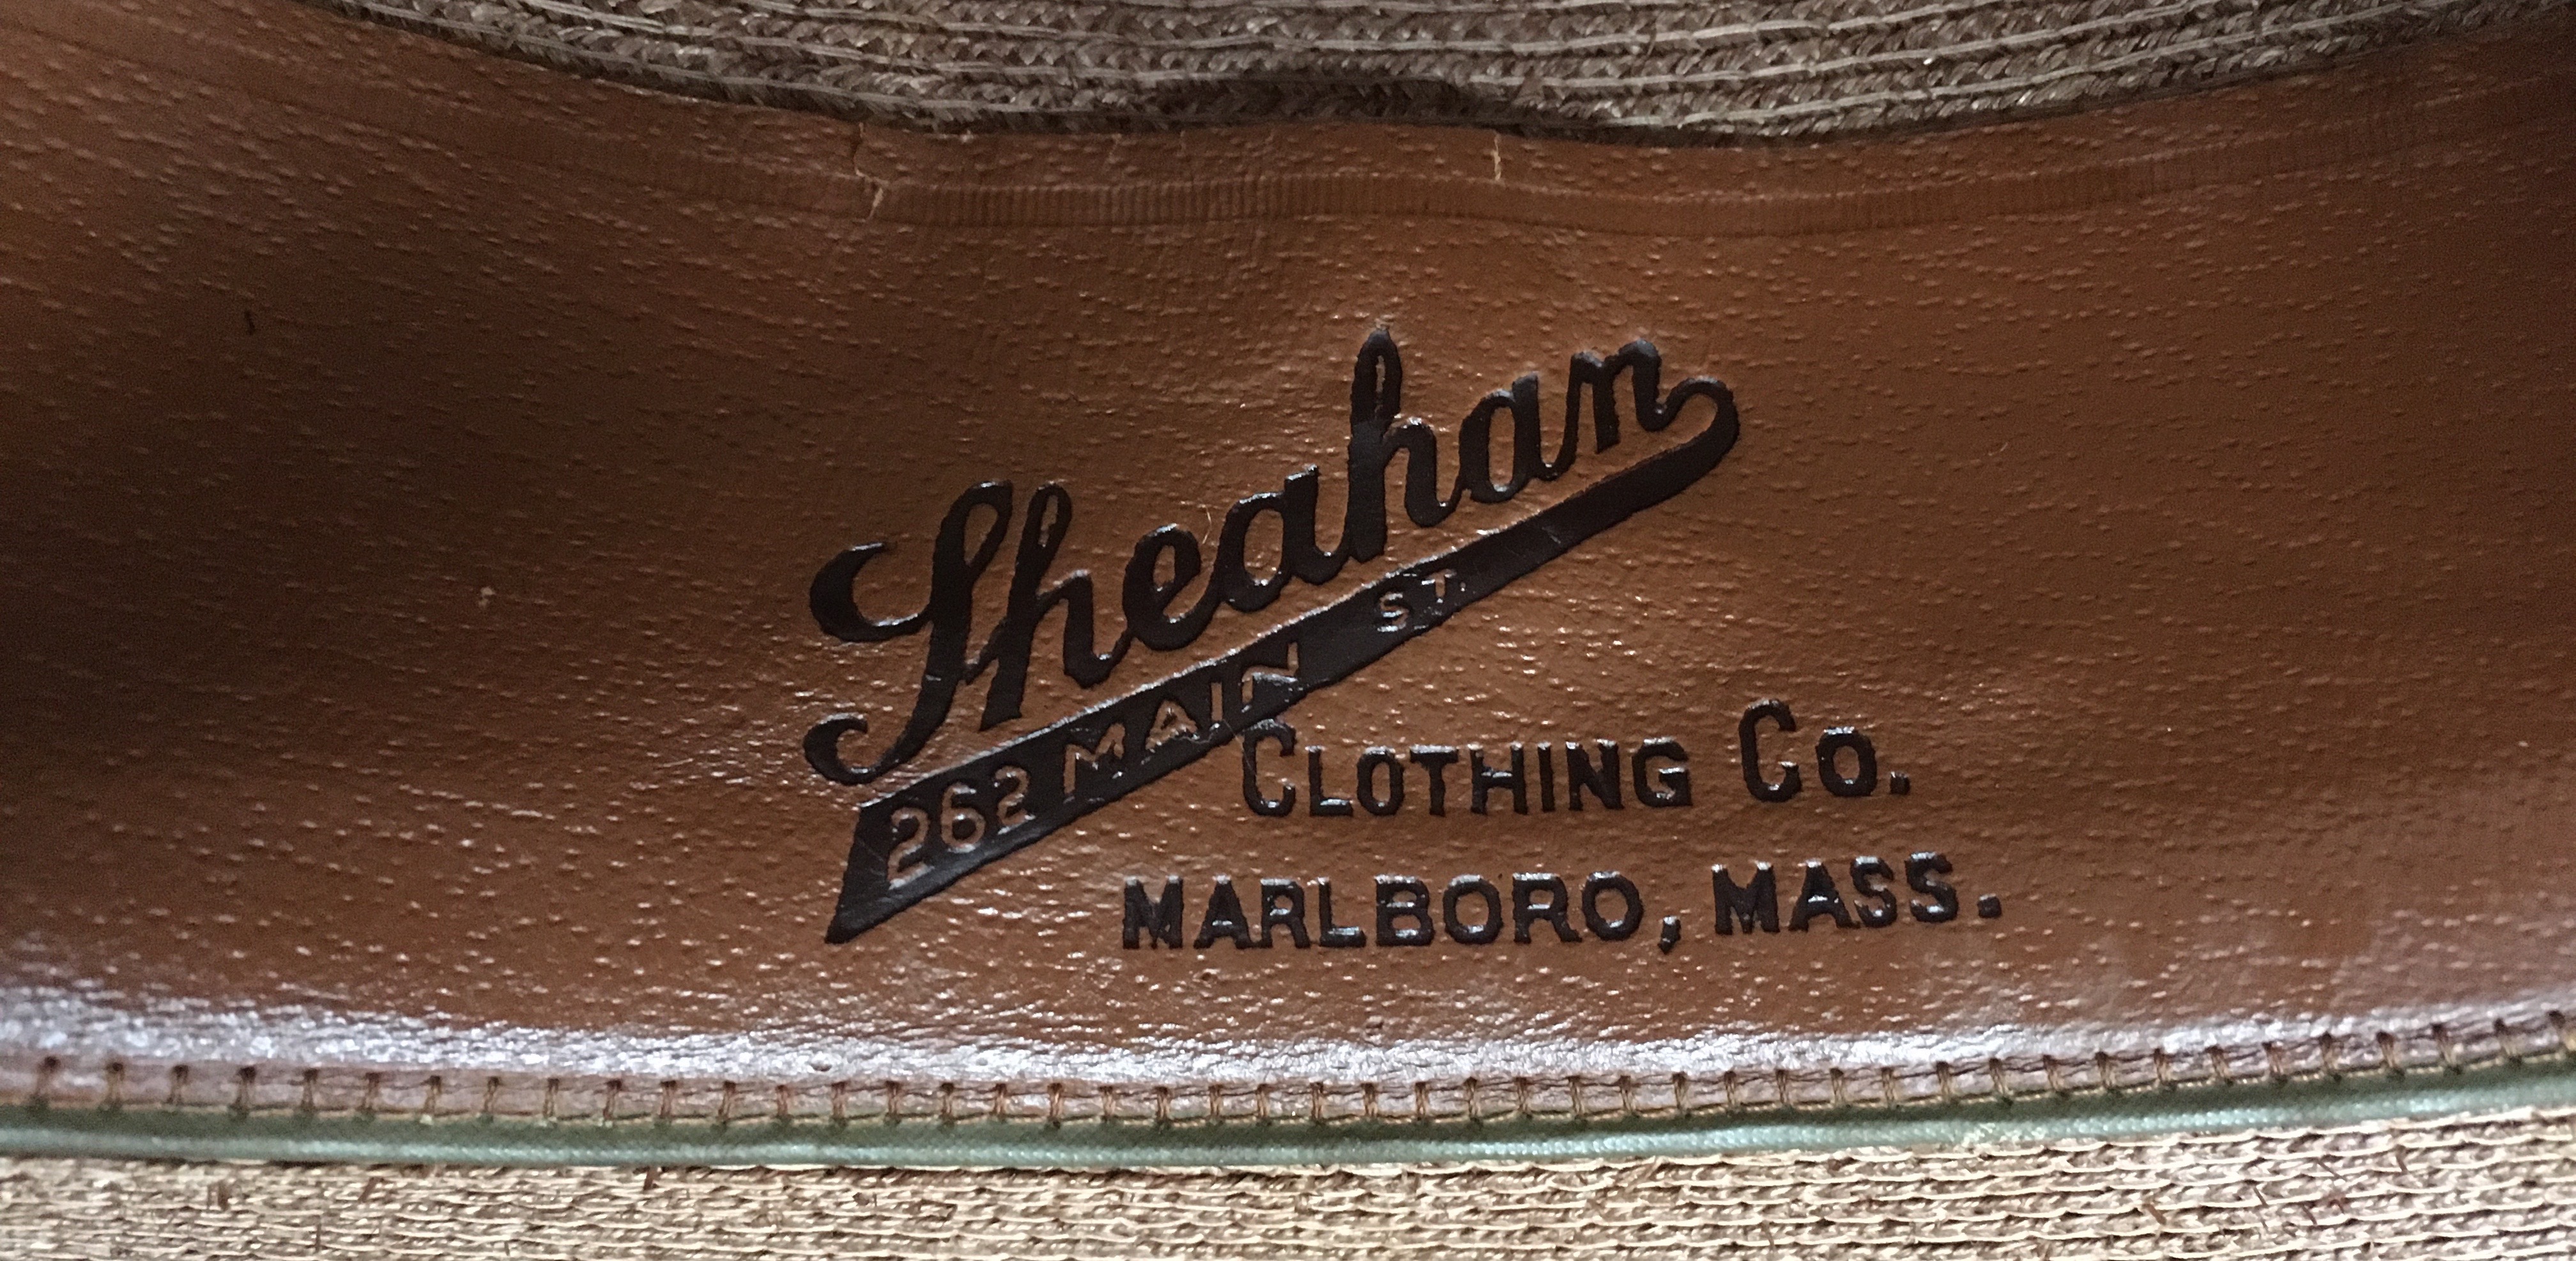 Sheahan
262 MAIN ST.
CLOTHING CO.
MARLBORO, MASS.